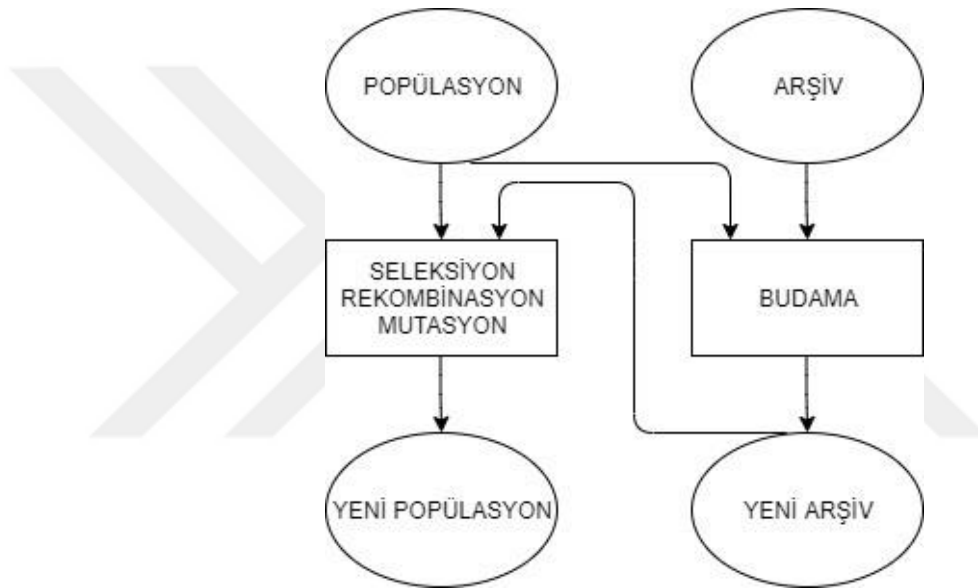 POPÜLASYON
ARŞİV
SELEKSİYON
REKOMBİNASYON
MUTASYON
BUDAMA
YENİ POPÜLASYON
YENİ ARŞİV